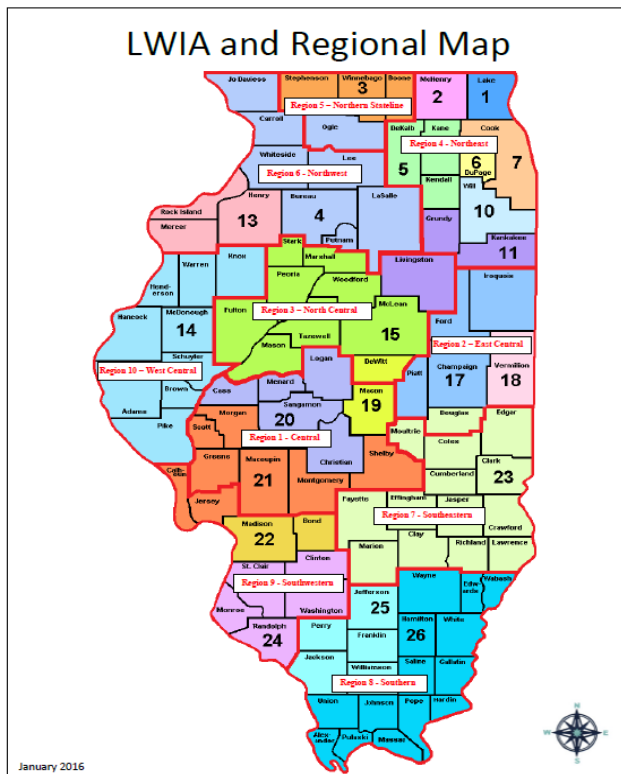 LWIA and Regional Map
Jo Daviess
Stephenson
Winnebago
Boone
McHenry
Lake
3
2
1
Region 5 – Northern Stateline
Carroll
Ogle
DeKalb
Kane
Cook
Region 4 - Northeast
7
Whiteside
Lee
5
6
DuPage
Region 6 - Northwest
Kendall
Will
Henry
Bureau
LaSalle
10
Rock Island
13
4
Grundy
Mercer
Putnam
Kankakee
11
Stark
Marshall
Knox
Livingston
Warren
Peoria
Woodford
Iroquois
Hende-
rson
McLean
Hancock
McDonough
Fulton
Region 3 – North Central
Ford
14
Tazewell
15
Mason
Region 2 – East Central
Schuyler
Logan
DeWitt
Piatt
Champaign
Vermilion
Region 10 – West Central
17
18
Brown
Cass
Menard
Macon
Adams
Sangamon
19
Morgan
20
Douglas
Edgar
Pike
Scott
Moultrie
Region 1 - Central
Coles
Greene
Macoupin
Christian
Shelby
Clark
Cumberland
23
21
Montgomery
Jersey
Fayette
Effingham
Jasper
Region 7 - Southeastern
Crawford
Madison
Bond
Clay
22
Marion
Richland
Lawrence
Clinton
St. Clair
Region 9 - Southwestern
Wayne
Edw-
ards
Wabash
Jefferson
25
Monroe
Washington
Randolph
24
Perry
Hamilton
White
Franklin
26
Jackson
Williamson
Saline
Gallatin
Region 8 - Southern
Union
Johnson
Pope
Hardin
Alex-
ander
Pulaski
Massac
N
W
E
S
January 2016